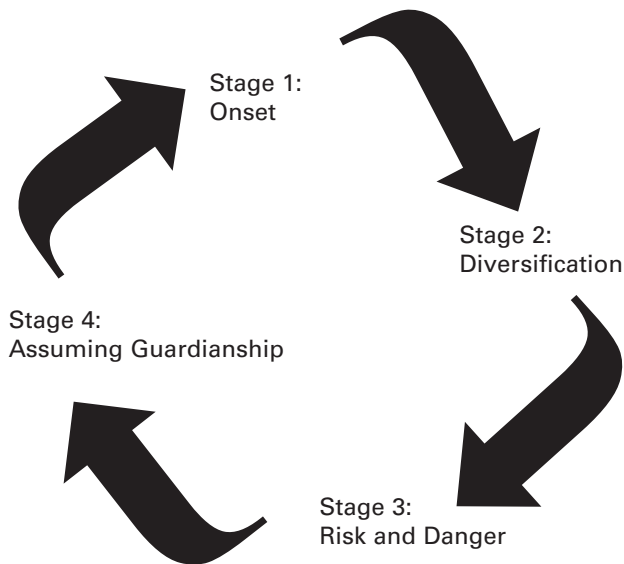 Stage 1:
Onset
Stage 2:
Diversification
Stage 3:
Risk and Danger
Stage 4:
Assuming Guardianship